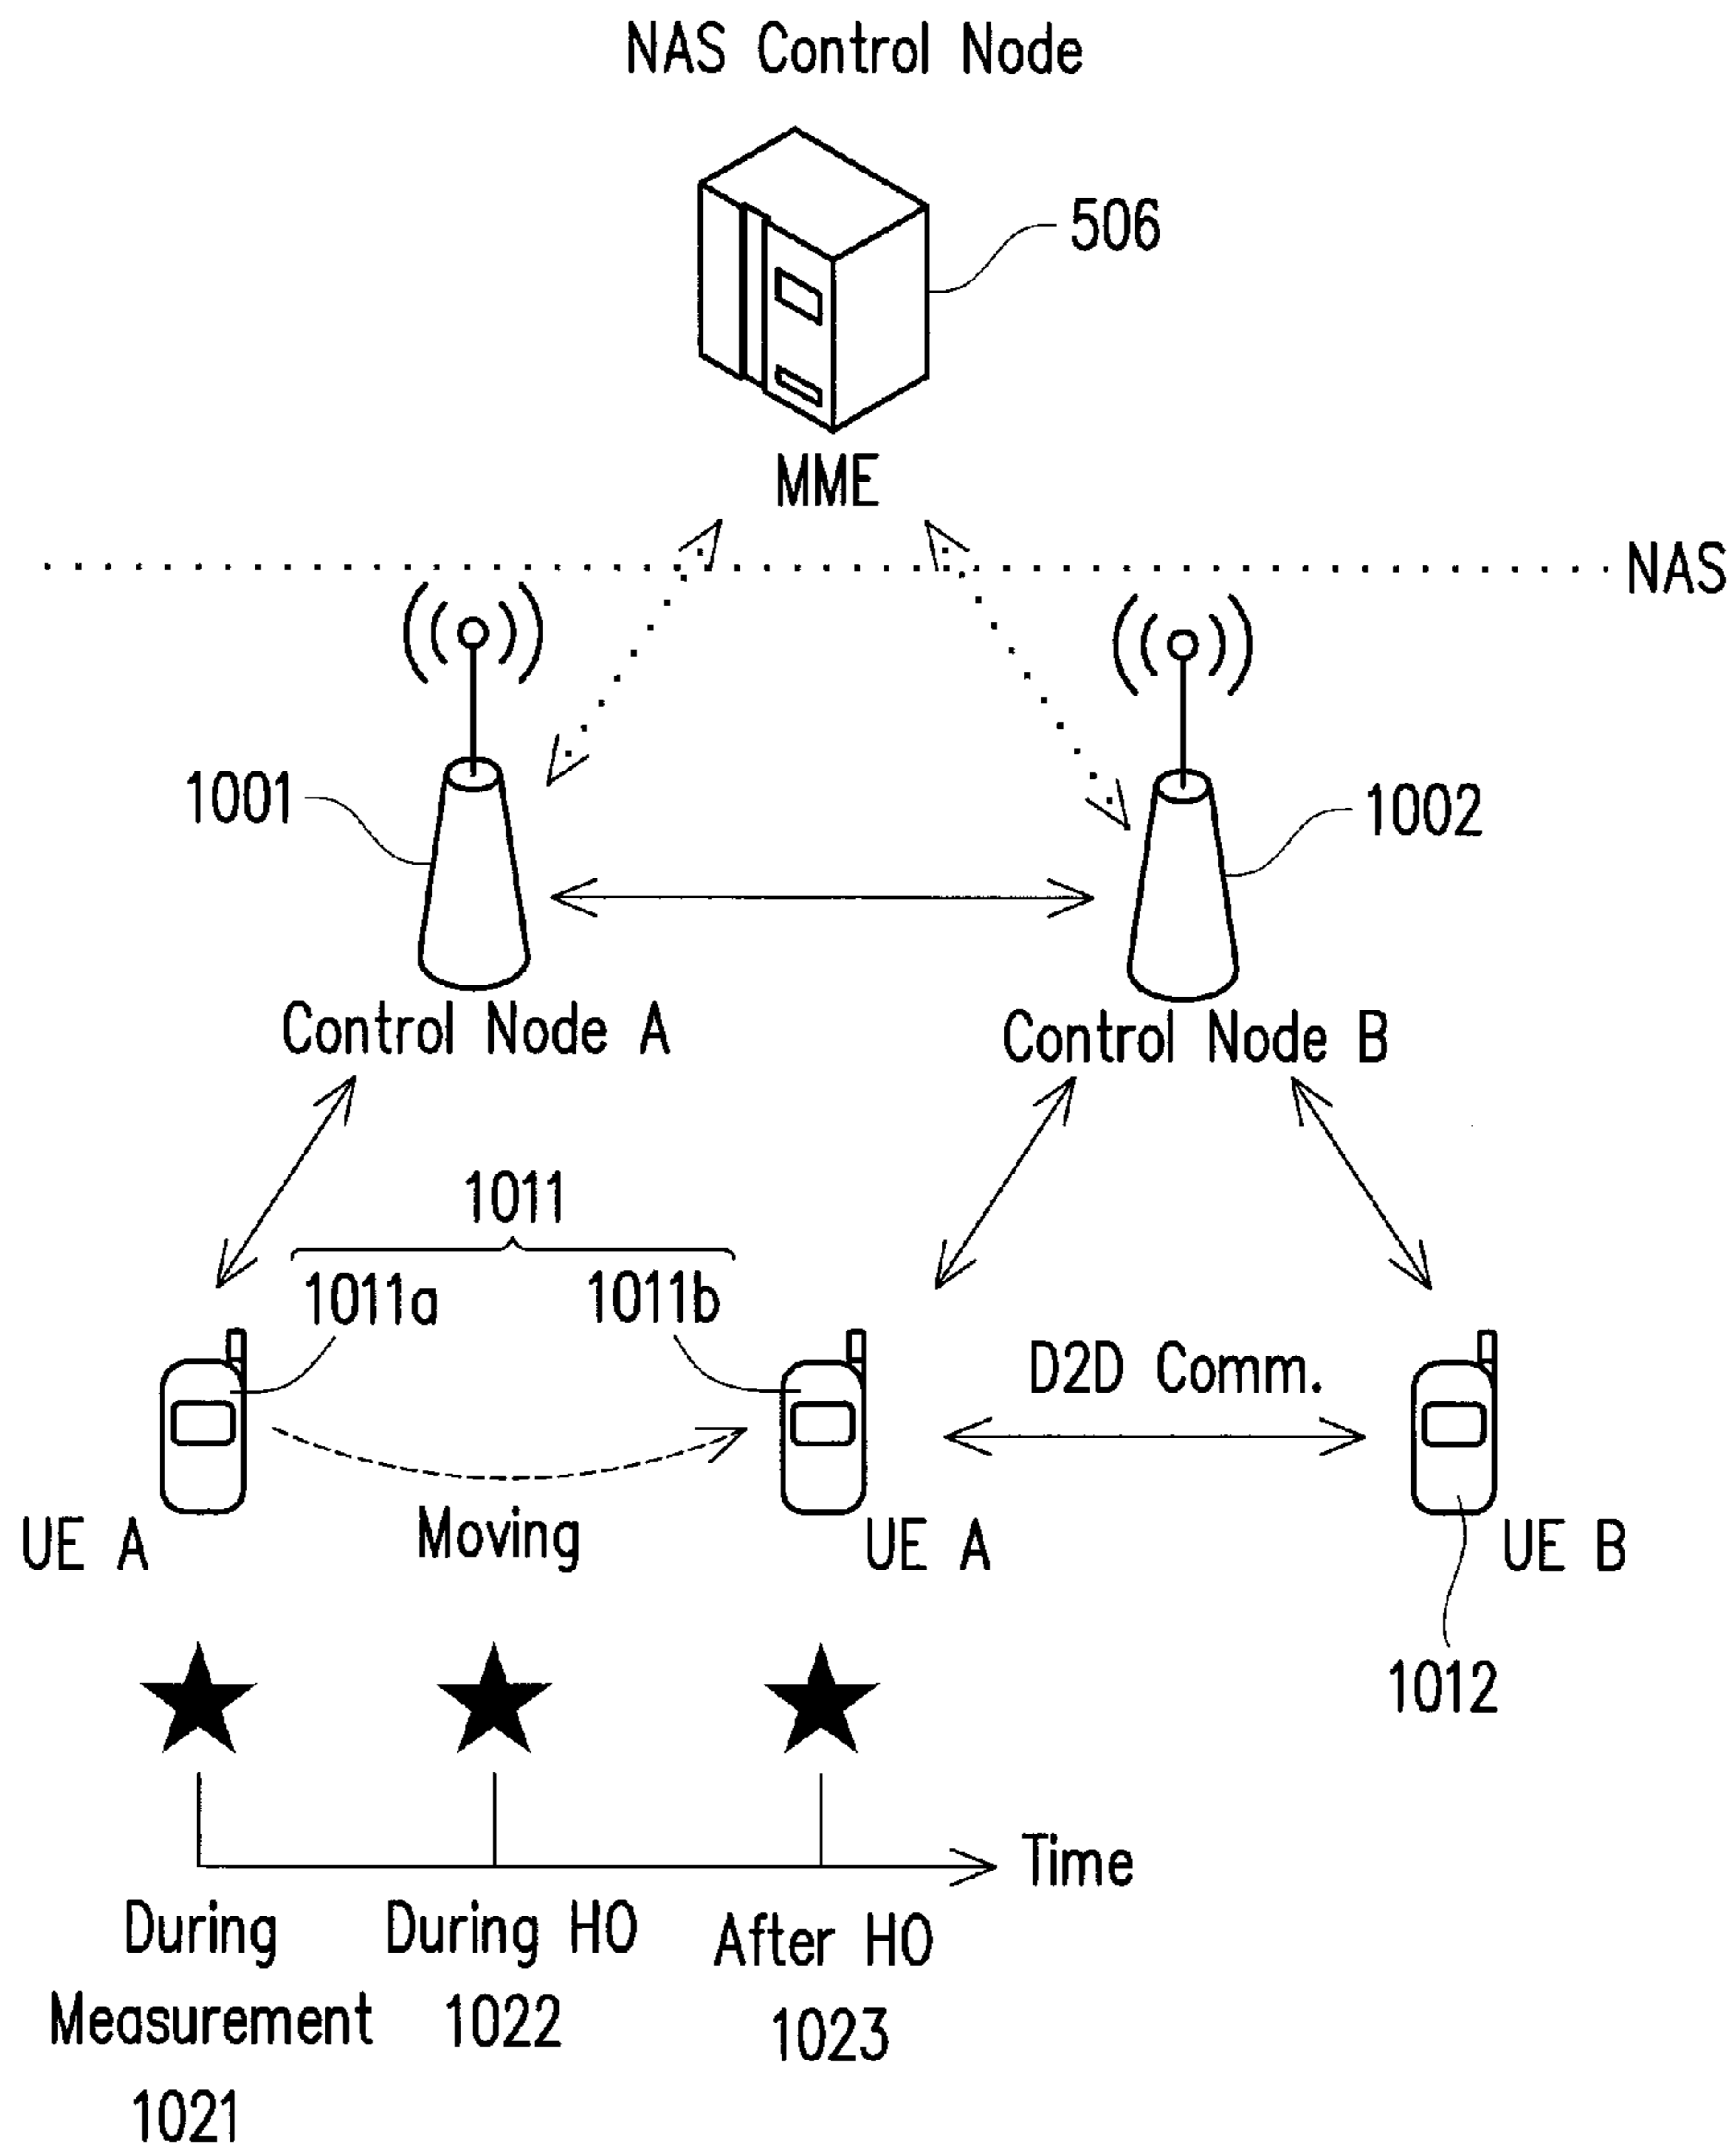 NAS Control Node
506
MME
NAS
1001
1002
Control Node A
Control Node B
1011
1011a
1011b
D2D Comm.
UE A
Moving
UE A
UE B
1012
Time
During
Measurement
1021
During HO
1022
After HO
1023